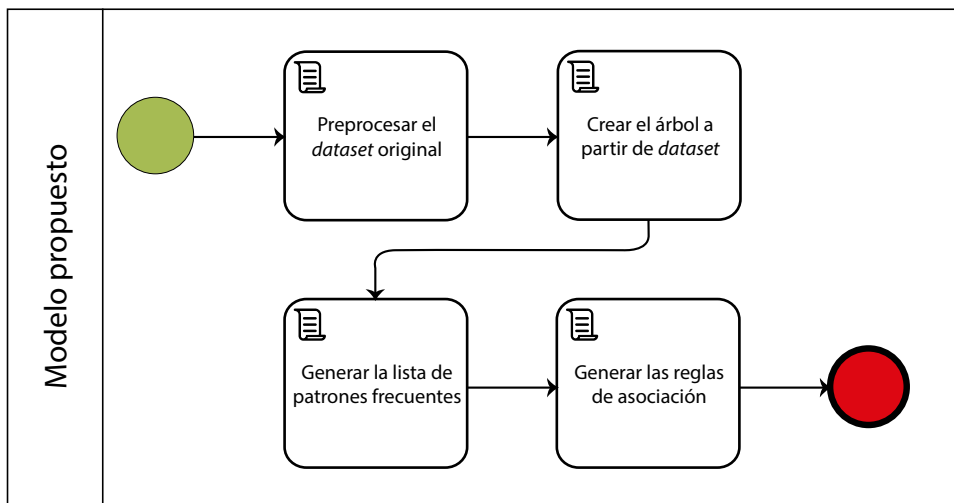 Modelo propuesto
Preprocesar el
dataset original
Crear el árbol a
partir de dataset
Generar la lista de
patrones frecuentes
Generar las reglas
de asociación